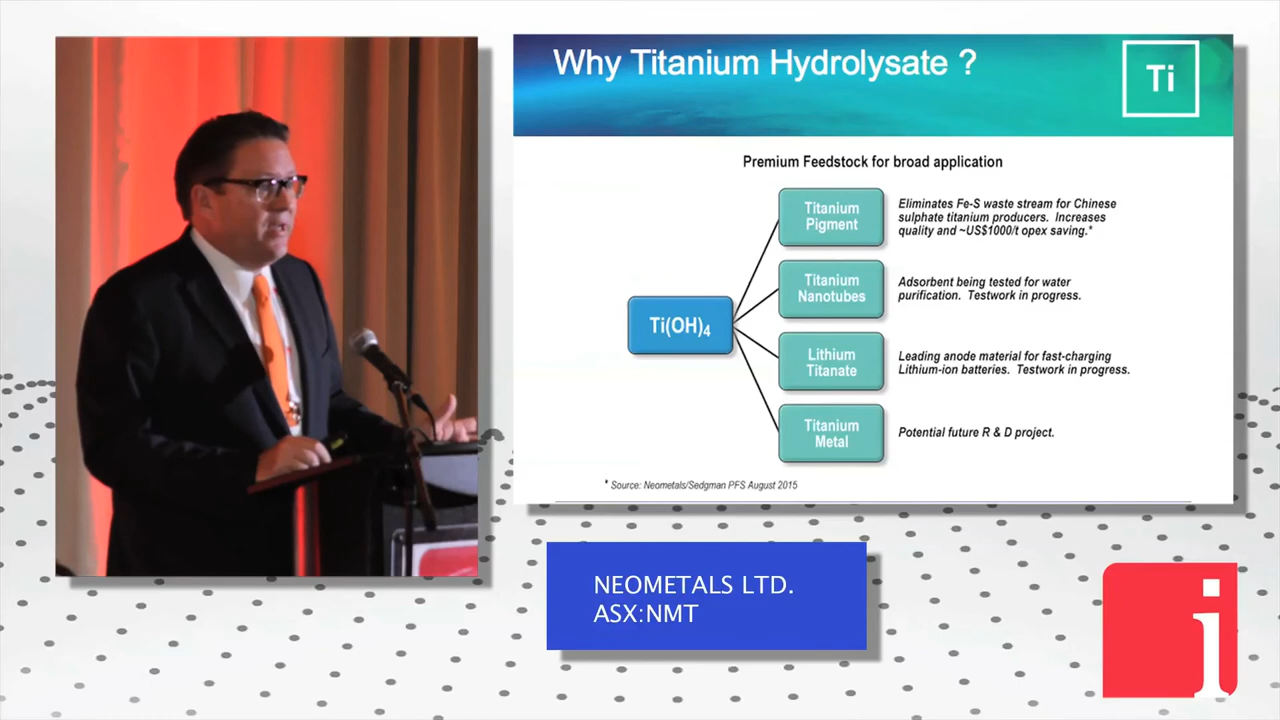 Why Titanium Hydrolysate ?
Ti
Premium Feedstock for broad application
Ti(OH)₄
Titanium
Pigment
Eliminates Fe-S waste stream for Chinese
sulphate titanium producers. Increases
quality and ~US$1000/t opex saving.*
Titanium
Nanotubes
Adsorbent being tested for water
purification. Testwork in progress.
Lithium
Titanate
Leading anode material for fast-charging
Lithium-ion batteries. Testwork in progress.
Titanium
Metal
Potential future R & D project.
* Source: Neometals/Sedgman PFS August 2015
NEOMETALS LTD.
ASX:NMT
i